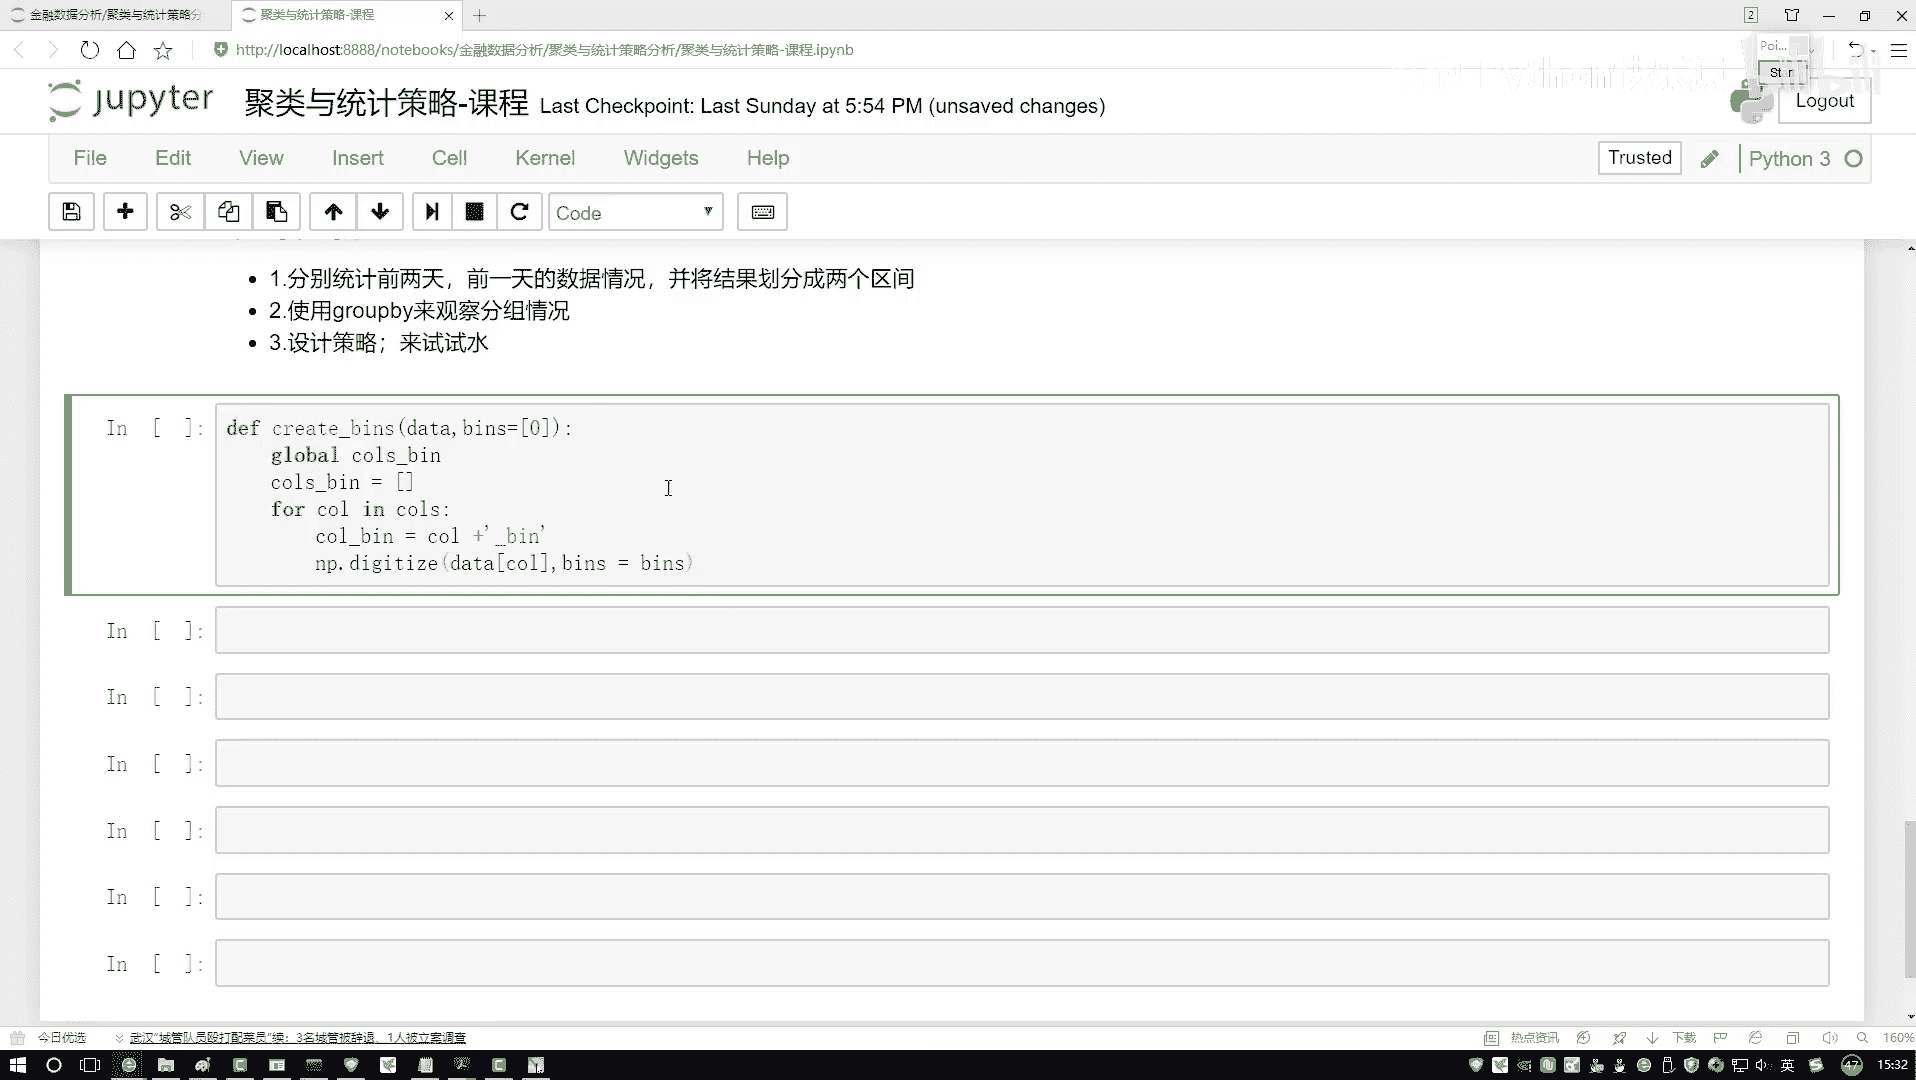 金融数据分析/聚类与统计策略分
聚类与统计策略-课程
2
http://localhost:8888/notebooks/金融数据分析/聚类与统计策略分析/聚类与统计策略-课程.ipynb
Poi...
jupyter 聚类与统计策略-课程 Last Checkpoint: Last Sunday at 5:54 PM (unsaved changes)
Logout
File Edit View Insert Cell Kernel Widgets Help
Trusted Python 3
Code
1.分别统计前两天，前一天的数据情况，并将结果划分成两个区间
2.使用groupby来观察分组情况
3.设计策略；来试试水
In [ ]:
def create_bins(data,bins=[0]):
global cols_bin
cols_bin = []
for col in cols:
col_bin = col +'_bin'
np.digitize(data[col],bins = bins)
In [ ]:
In [ ]:
In [ ]:
In [ ]:
In [ ]:
In [ ]:
今日优选 武汉“城管队员殴打配菜员”续：3名城管被辞退、1人被立案调查
热点资讯 下载 160%
英 47 15:32